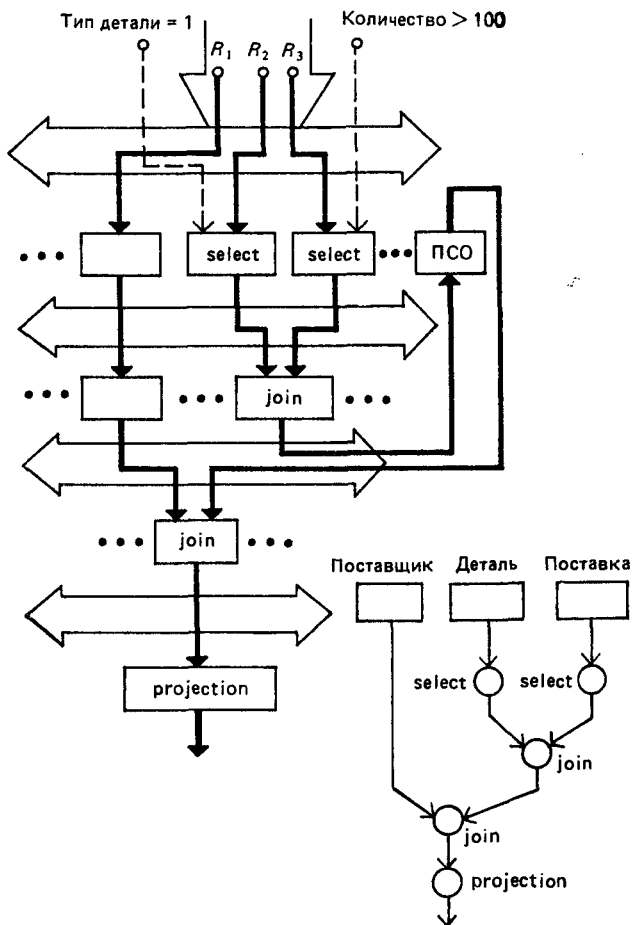 Тип детали = 1
Количество > 100
R1 R2 R3
••• select select ••• ПСО
••• ••• join •••
••• join •••
Поставщик Деталь Поставка
projection
select select
join
join
projection